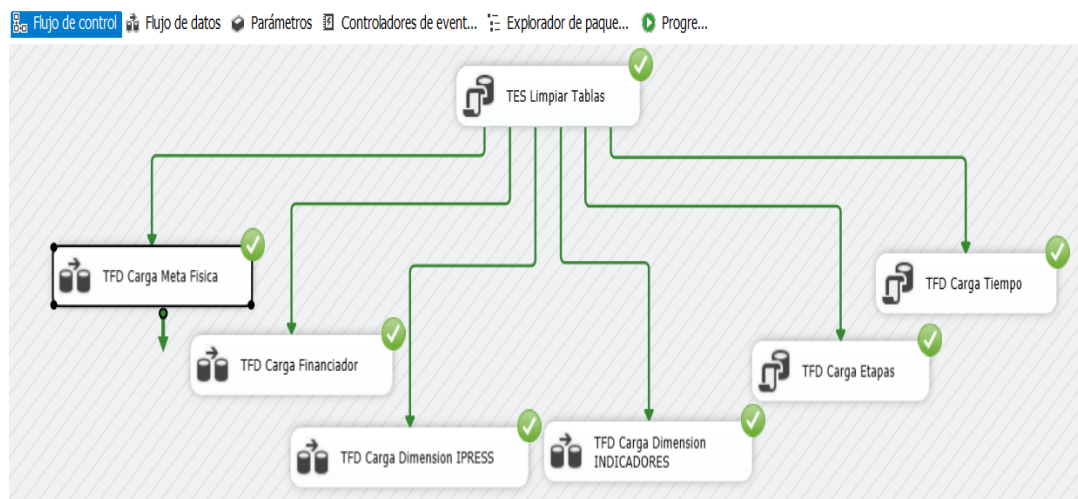 Flujo de control Flujo de datos Parámetros Controladores de event... Explorador de paque... Progre...
TES Limpiar Tablas
TFD Carga Meta Fisica
TFD Carga Tiempo
TFD Carga Financiador
TFD Carga Etapas
TFD Carga Dimension IPRESS
TFD Carga Dimension
INDICADORES